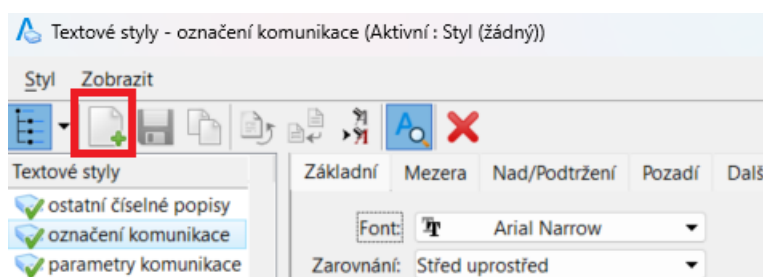 Textové styly - označení komunikace (Aktivní : Styl (žádný))
Styl Zobrazit
Textové styly
Základní Mezera Nad/Podtržení Pozadí Dalš
ostatní číselné popisy
Font: Arial Narrow
označení komunikace
Zarovnání: Střed uprostřed
parametry komunikace